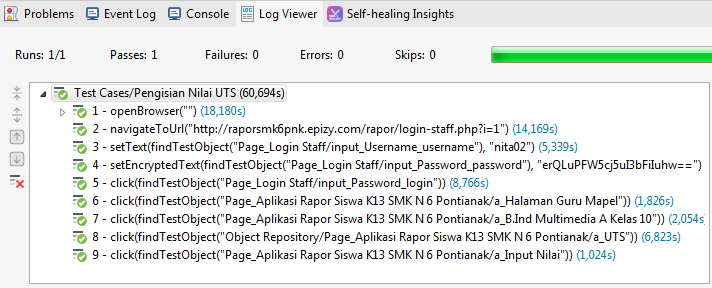 Problems Event Log Console Log Viewer Self-healing Insights
Runs: 1/1 Passes: 1 Failures: 0 Errors: 0 Skips: 0
Test Cases/Pengisian Nilai UTS (60,694s)
1 - openBrowser("") (18,180s)
2 - navigateToUrl("http://raporsmk6pnk.epizy.com/rapor/login-staff.php?i=1") (14,169s)
3 - setText(findTestObject("Page_Login Staff/input_Username_username"), "nita02") (5,339s)
4 - setEncryptedText(findTestObject("Page_Login Staff/input_Password_password"), "erQLuPFW5cj5uI3bFiIuhw==")
5 - click(findTestObject("Page_Login Staff/input_Password_login")) (8,766s)
6 - click(findTestObject("Page_Aplikasi Rapor Siswa K13 SMK N 6 Pontianak/a_Halaman Guru Mapel")) (1,826s)
7 - click(findTestObject("Page_Aplikasi Rapor Siswa K13 SMK N 6 Pontianak/a_B.Ind Multimedia A Kelas 10")) (2,054s)
8 - click(findTestObject("Object Repository/Page_Aplikasi Rapor Siswa K13 SMK N 6 Pontianak/a_UTS")) (6,823s)
9 - click(findTestObject("Page_Aplikasi Rapor Siswa K13 SMK N 6 Pontianak/a_Input Nilai")) (1,024s)